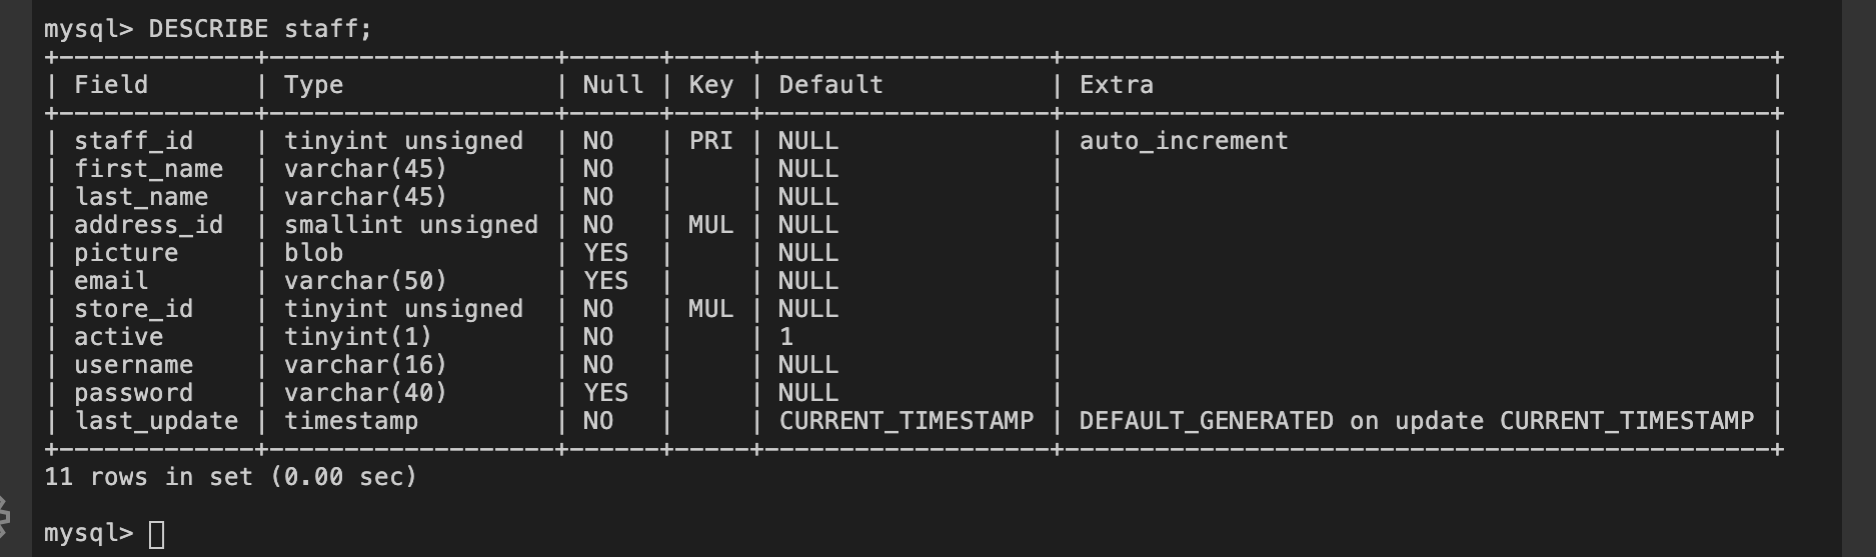 mysql> DESCRIBE staff;
+-------------+-------------------+------+-----+-------------------+-----------------------------------------------+
| Field       | Type              | Null | Key | Default           | Extra                                         |
+-------------+-------------------+------+-----+-------------------+-----------------------------------------------+
| staff_id    | tinyint unsigned  | NO   | PRI | NULL              | auto_increment                                |
| first_name  | varchar(45)       | NO   |     | NULL              |                                               |
| last_name   | varchar(45)       | NO   |     | NULL              |                                               |
| address_id  | smallint unsigned | NO   | MUL | NULL              |                                               |
| picture     | blob              | YES  |     | NULL              |                                               |
| email       | varchar(50)       | YES  |     | NULL              |                                               |
| store_id    | tinyint unsigned  | NO   | MUL | NULL              |                                               |
| active      | tinyint(1)        | NO   |     | 1                 |                                               |
| username    | varchar(16)       | NO   |     | NULL              |                                               |
| password    | varchar(40)       | YES  |     | NULL              |                                               |
| last_update | timestamp         | NO   |     | CURRENT_TIMESTAMP | DEFAULT_GENERATED on update CURRENT_TIMESTAMP |
+-------------+-------------------+------+-----+-------------------+-----------------------------------------------+
11 rows in set (0.00 sec)
mysql>